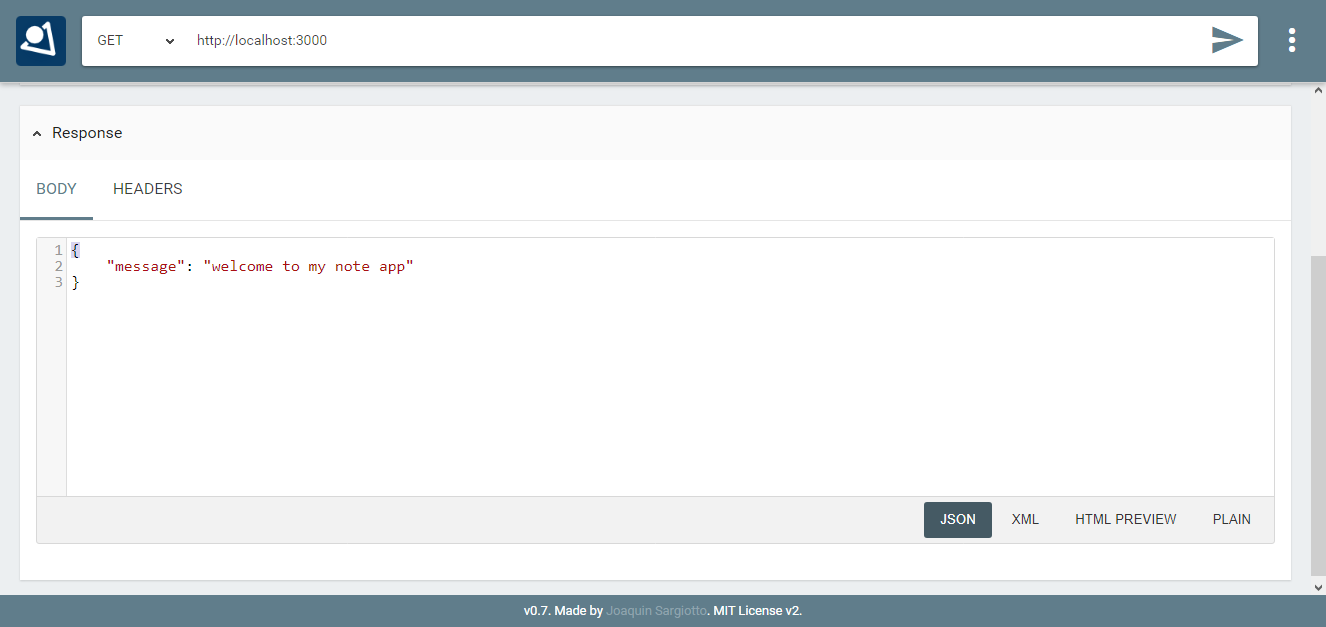 GET http://localhost:3000
Response
BODY HEADERS
1 {
2 "message": "welcome to my note app"
3 }
JSON XML HTML PREVIEW PLAIN
v0.7. Made by Joaquin Sargiotto. MIT License v2.